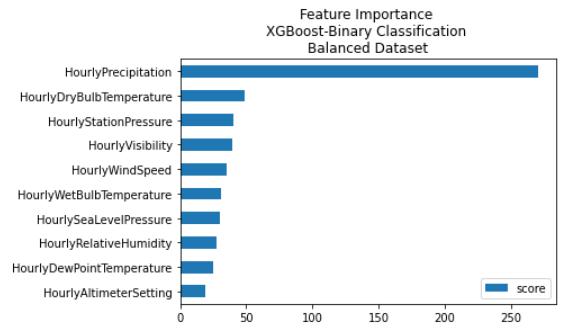 Feature Importance
XGBoost-Binary Classification
Balanced Dataset
HourlyPrecipitation
HourlyDryBulbTemperature
HourlyStationPressure
HourlyVisibility
HourlyWindSpeed
HourlyWetBulbTemperature
HourlySeaLevelPressure
HourlyRelativeHumidity
HourlyDewPointTemperature
HourlyAltimeterSetting
score
0 50 100 150 200 250